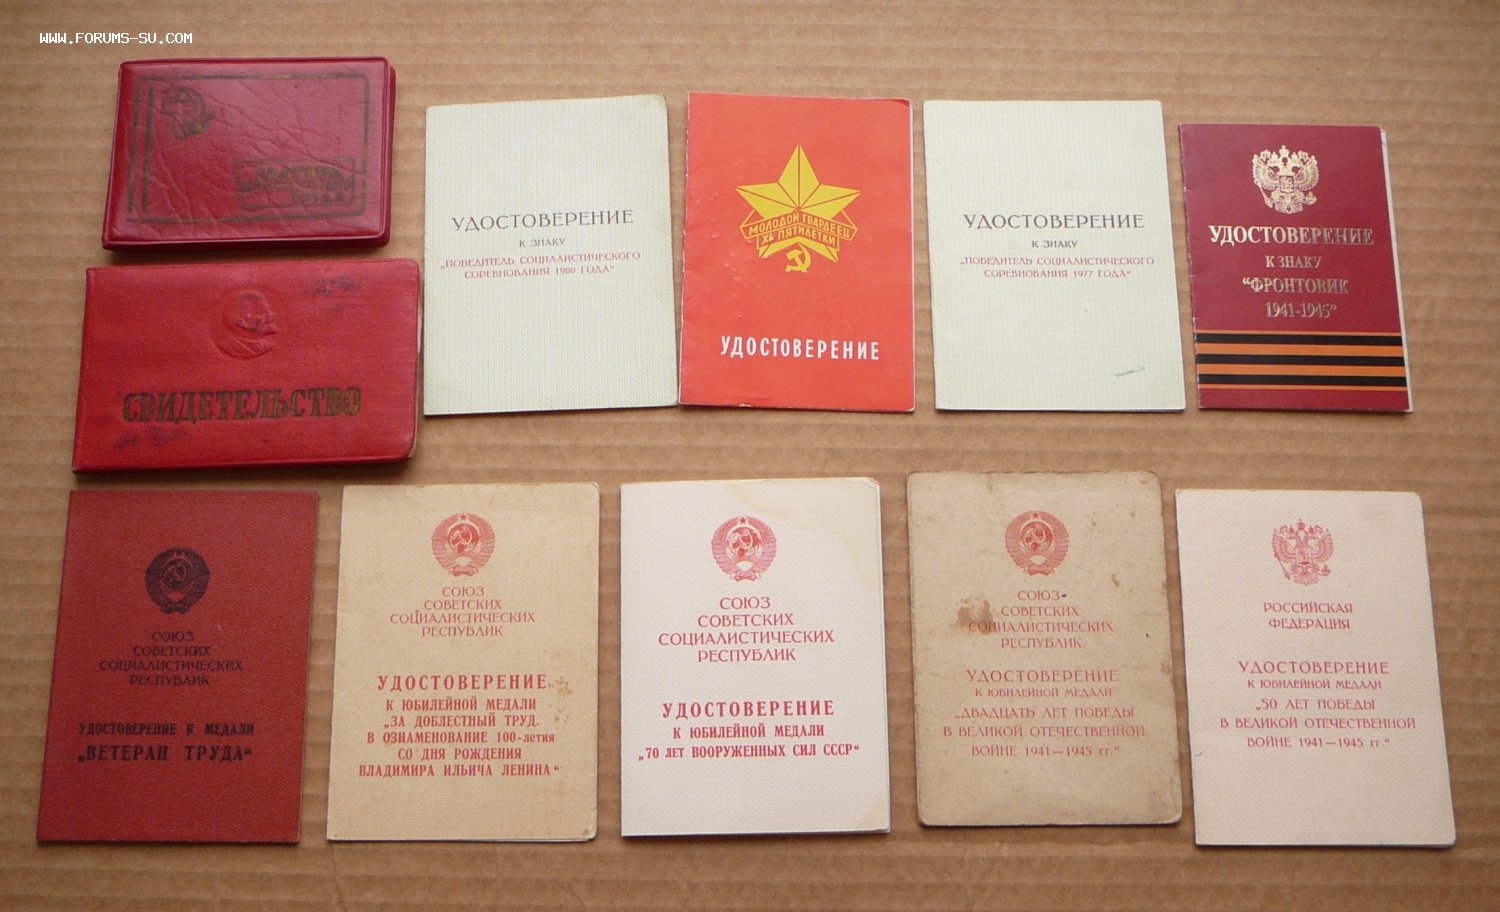 WWW.FORUMS-SU.COM
УДОСТОВЕРЕНИЕ
К ЗНАКУ
„ПОБЕДИТЕЛЬ СОЦИАЛИСТИЧЕСКОГО
СОРЕВНОВАНИЯ 1980 ГОДА"
МОЛОДОЙ ГВАРДЕЕЦ
XI ПЯТИЛЕТКИ
УДОСТОВЕРЕНИЕ
УДОСТОВЕРЕНИЕ
К ЗНАКУ
„ПОБЕДИТЕЛЬ СОЦИАЛИСТИЧЕСКОГО
СОРЕВНОВАНИЯ 1977 ГОДА"
УДОСТОВЕРЕНИЕ
К ЗНАКУ
"ФРОНТОВИК
1941-1945"
СВИДЕТЕЛЬСТВО
СОЮЗ
СОВЕТСКИХ
СОЦИАЛИСТИЧЕСКИХ
РЕСПУБЛИК
УДОСТОВЕРЕНИЕ К МЕДАЛИ
„ВЕТЕРАН ТРУДА"
СОЮЗ
СОВЕТСКИХ
СОЦИАЛИСТИЧЕСКИХ
РЕСПУБЛИК
УДОСТОВЕРЕНИЕ
К ЮБИЛЕЙНОЙ МЕДАЛИ
„ЗА ДОБЛЕСТНЫЙ ТРУД.
В ОЗНАМЕНОВАНИЕ 100-летия
СО ДНЯ РОЖДЕНИЯ
ВЛАДИМИРА ИЛЬИЧА ЛЕНИНА"
СОЮЗ
СОВЕТСКИХ
СОЦИАЛИСТИЧЕСКИХ
РЕСПУБЛИК
УДОСТОВЕРЕНИЕ
К ЮБИЛЕЙНОЙ МЕДАЛИ
„70 ЛЕТ ВООРУЖЕННЫХ СИЛ СССР"
СОЮЗ
СОВЕТСКИХ
СОЦИАЛИСТИЧЕСКИХ
РЕСПУБЛИК
УДОСТОВЕРЕНИЕ
К ЮБИЛЕЙНОЙ МЕДАЛИ
„ДВАДЦАТЬ ЛЕТ ПОБЕДЫ
В ВЕЛИКОЙ ОТЕЧЕСТВЕННОЙ
ВОЙНЕ 1941—1945 гг."
РОССИЙСКАЯ
ФЕДЕРАЦИЯ
УДОСТОВЕРЕНИЕ
К ЮБИЛЕЙНОЙ МЕДАЛИ
„50 ЛЕТ ПОБЕДЫ
В ВЕЛИКОЙ ОТЕЧЕСТВЕННОЙ
ВОЙНЕ 1941—1945 гг."